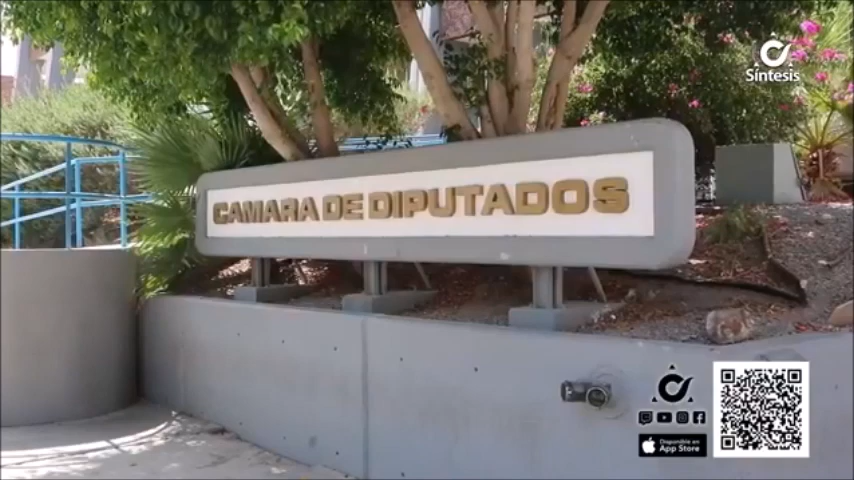 Síntesis
CAMARA DE DIPUTADOS
Disponible en
App Store